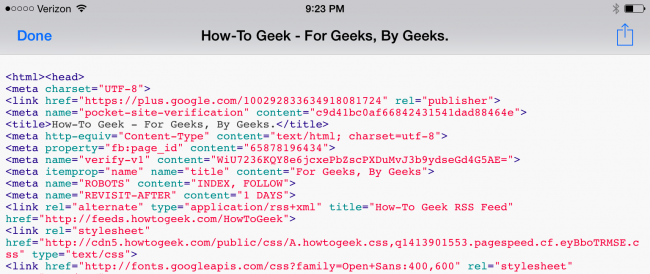 Verizon 9:23 PM
Done How-To Geek - For Geeks, By Geeks.
<html><head>
<meta charset="UTF-8">
<link href="https://plus.google.com/100292833634918081724" rel="publisher">
<meta name="pocket-site-verification" content="c9d41bc0af66842431541dad88464e">
<title>How-To Geek - For Geeks, By Geeks.</title>
<meta http-equiv="Content-Type" content="text/html; charset=utf-8">
<meta property="fb:page_id" content="65878196434">
<meta name="verify-v1" content="WiU7236KQY8e6jcxePbZscPXDuMvJ3b9ydseGd4G5AE=">
<meta itemprop="name" name="title" content="For Geeks, By Geeks">
<meta name="ROBOTS" content="INDEX, FOLLOW">
<meta name="REVISIT-AFTER" content="1 DAYS">
<link rel="alternate" type="application/rss+xml" title="How-To Geek RSS Feed"
href="http://feeds.howtogeek.com/HowToGeek">
<link rel="stylesheet"
href="http://cdn5.howtogeek.com/public/css/A.howtogeek.css,q1413901553.pagespeed.cf.eyBboTRMSE.c
ss" type="text/css">
<link href="http://fonts.googleapis.com/css?family=Open+Sans:400,600" rel="stylesheet"